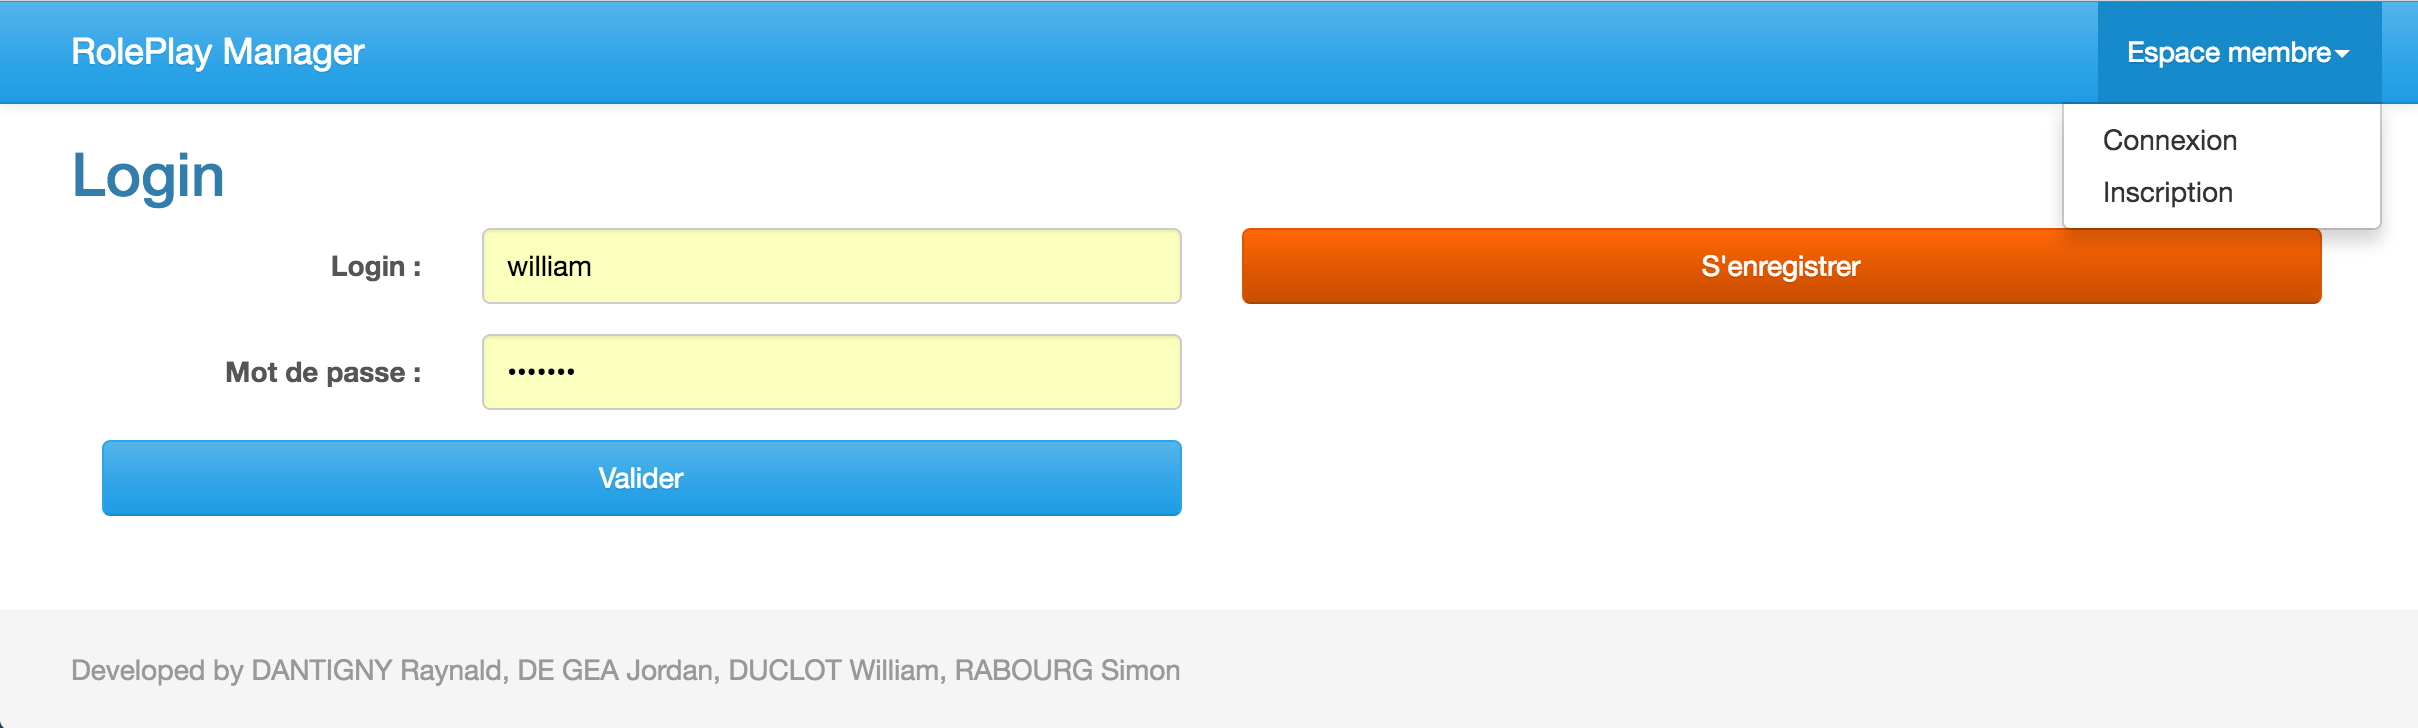 RolePlay Manager
Espace membre
Connexion
Inscription
Login
Login :
william
S'enregistrer
Mot de passe :
•••••••
Valider
Developed by DANTIGNY Raynald, DE GEA Jordan, DUCLOT William, RABOURG Simon